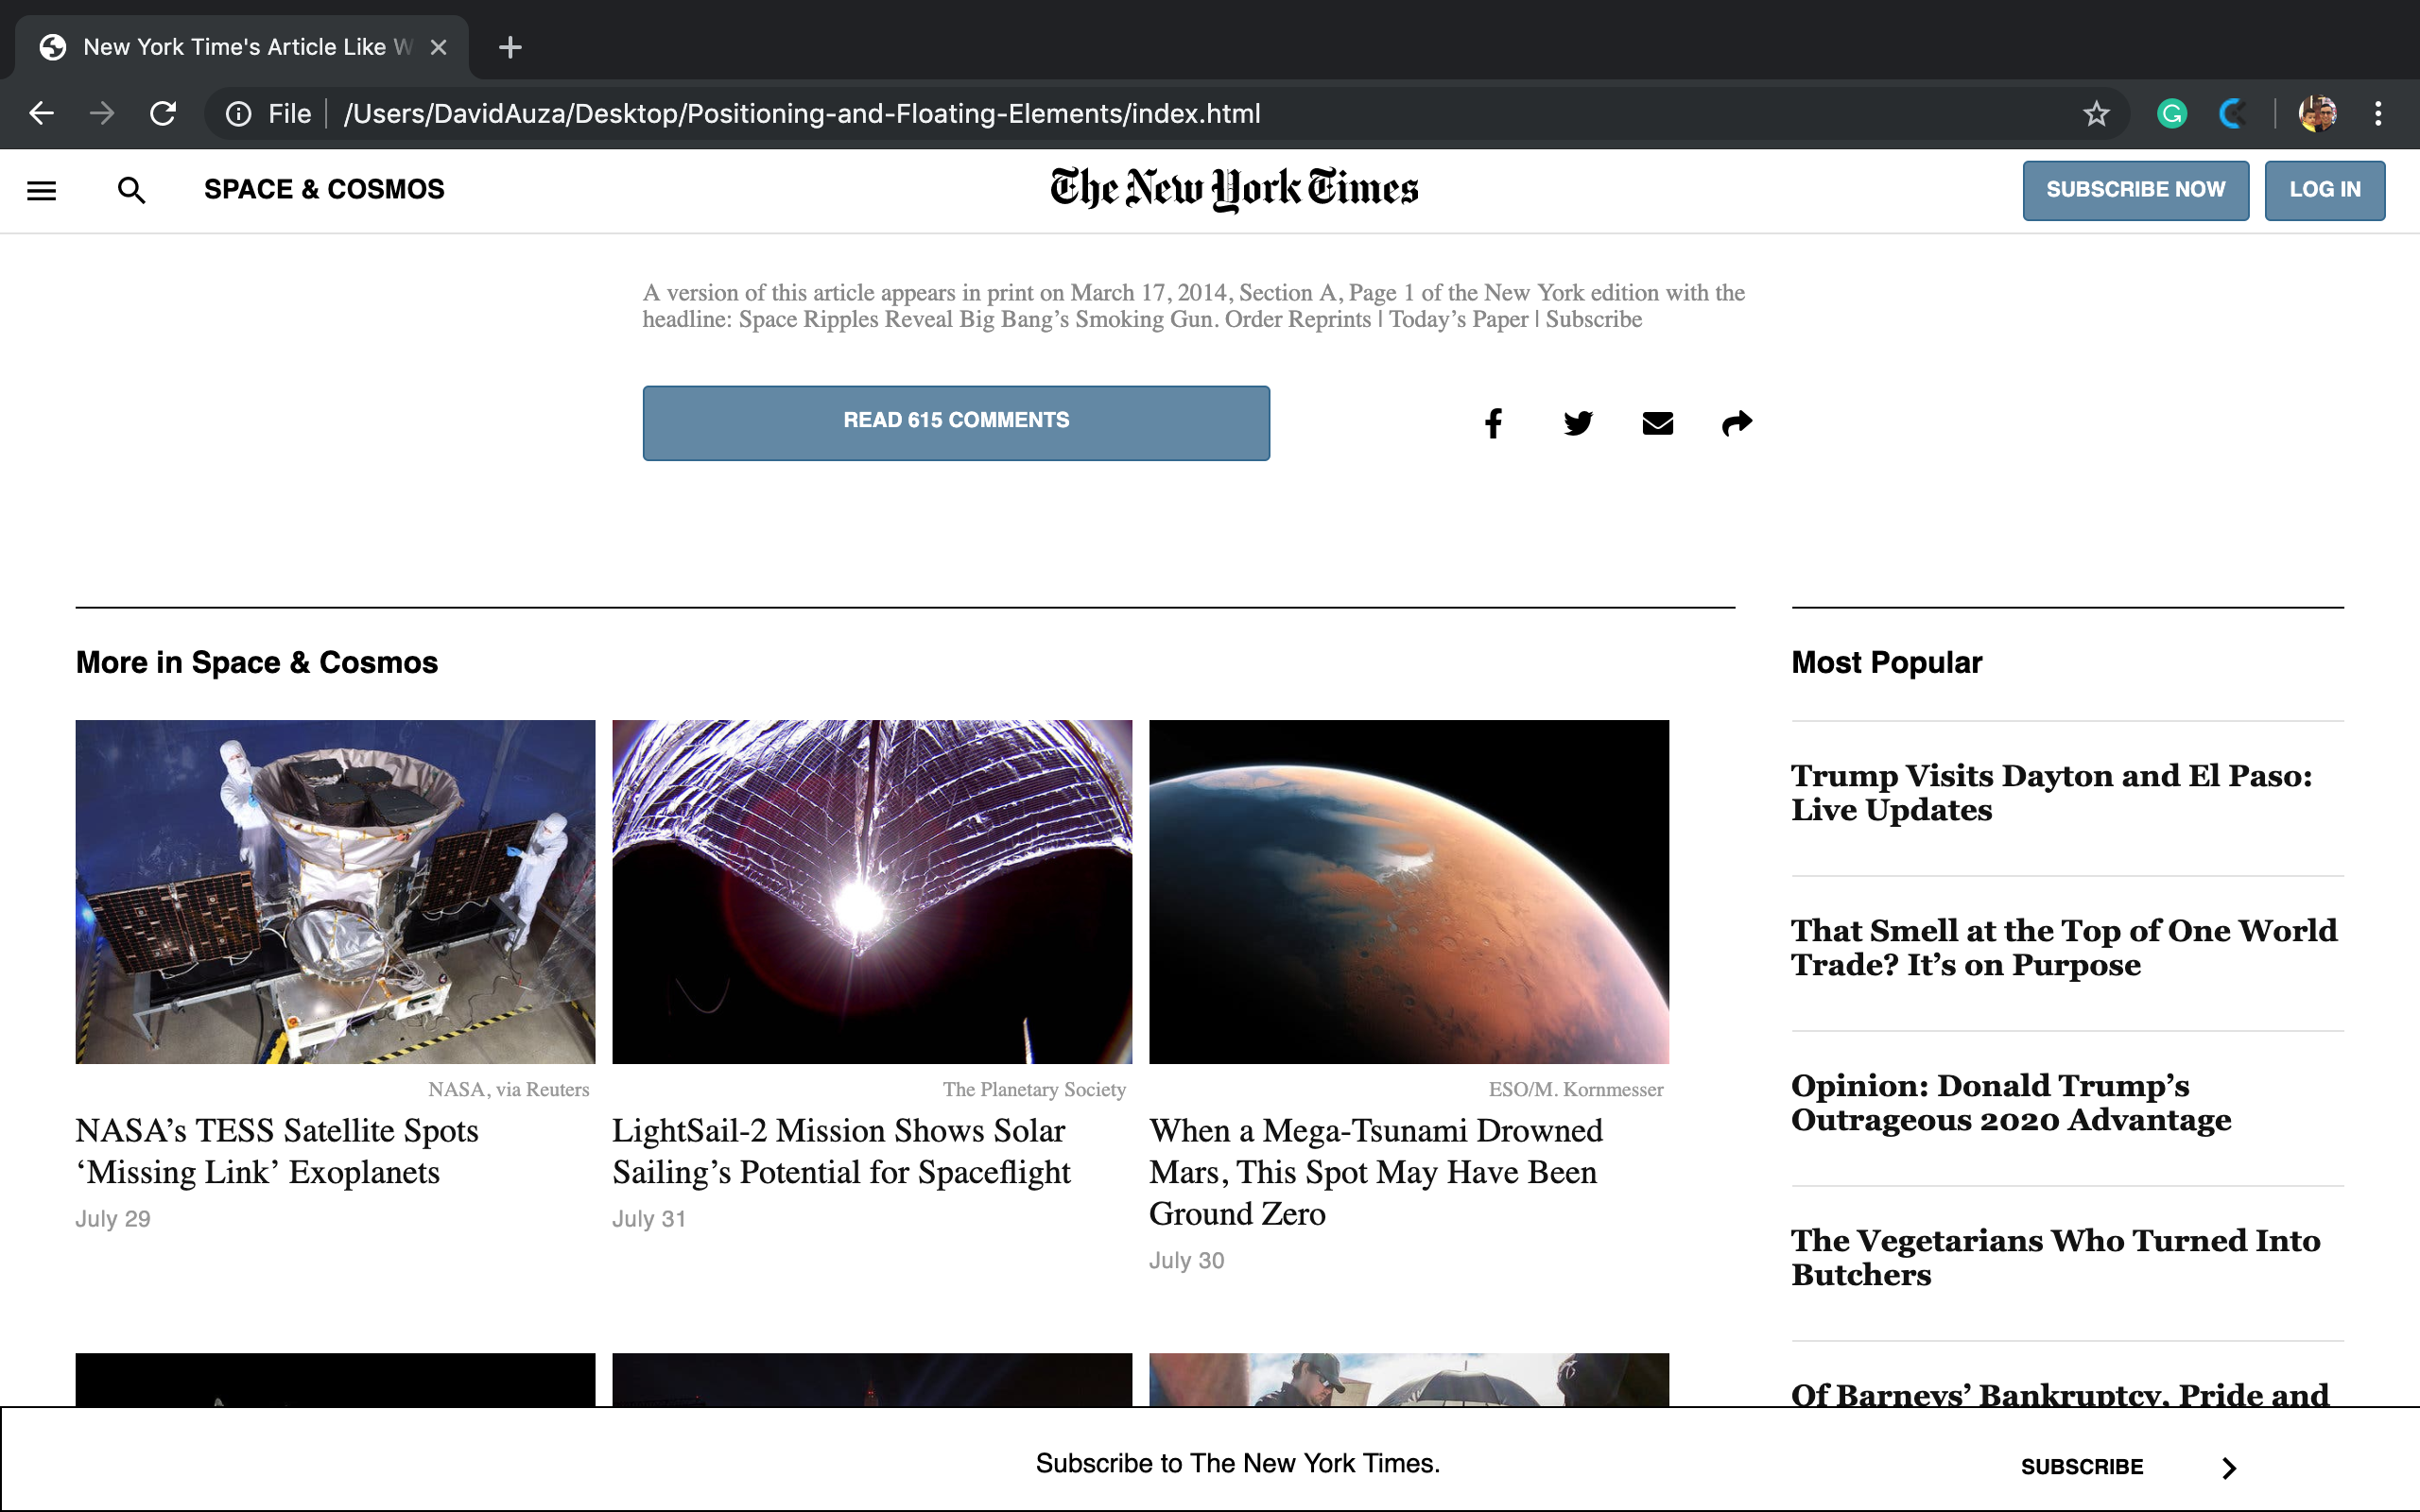 New York Time's Article Like W
File /Users/DavidAuza/Desktop/Positioning-and-Floating-Elements/index.html
SPACE & COSMOS
The New York Times
SUBSCRIBE NOW
LOG IN
A version of this article appears in print on March 17, 2014, Section A, Page 1 of the New York edition with the
headline: Space Ripples Reveal Big Bang’s Smoking Gun. Order Reprints | Today’s Paper | Subscribe
READ 615 COMMENTS
More in Space & Cosmos
NASA, via Reuters
NASA’s TESS Satellite Spots
‘Missing Link’ Exoplanets
July 29
The Planetary Society
LightSail-2 Mission Shows Solar
Sailing’s Potential for Spaceflight
July 31
ESO/M. Kornmesser
When a Mega-Tsunami Drowned
Mars, This Spot May Have Been
Ground Zero
July 30
Most Popular
Trump Visits Dayton and El Paso:
Live Updates
That Smell at the Top of One World
Trade? It’s on Purpose
Opinion: Donald Trump’s
Outrageous 2020 Advantage
The Vegetarians Who Turned Into
Butchers
Of Barneys’ Bankruptcy, Pride and
Subscribe to The New York Times.
SUBSCRIBE